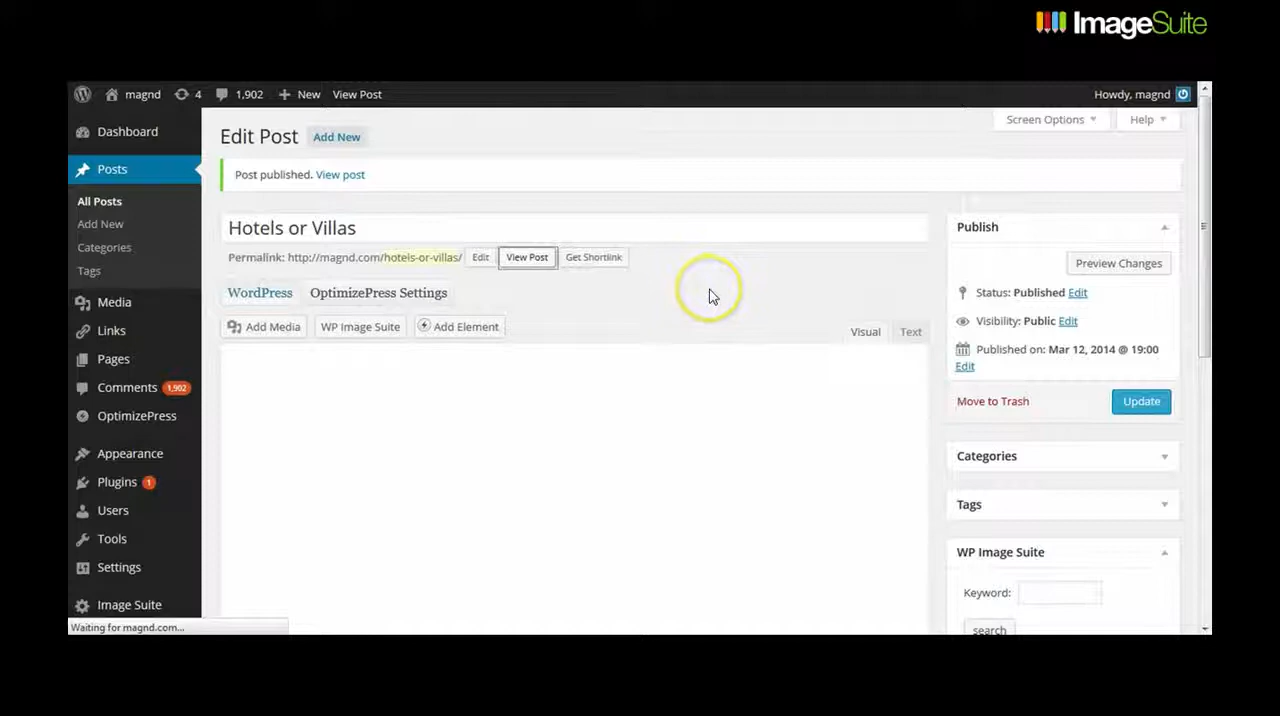 ImageSuite
magnd 4 1,902 New View Post Howdy, magnd
Dashboard
Posts
All Posts
Add New
Categories
Tags
Media
Links
Pages
Comments 1,902
OptimizePress
Appearance
Plugins 1
Users
Tools
Settings
Image Suite
Screen Options Help
Edit Post Add New
Post published. View post
Hotels or Villas
Permalink: http://magnd.com/hotels-or-villas/ Edit View Post Get Shortlink
WordPress OptimizePress Settings
Add Media WP Image Suite Add Element Visual Text
Publish
Preview Changes
Status: Published Edit
Visibility: Public Edit
Published on: Mar 12, 2014 @ 19:00
Edit
Move to Trash Update
Categories
Tags
WP Image Suite
Keyword:
search
Waiting for magnd.com...